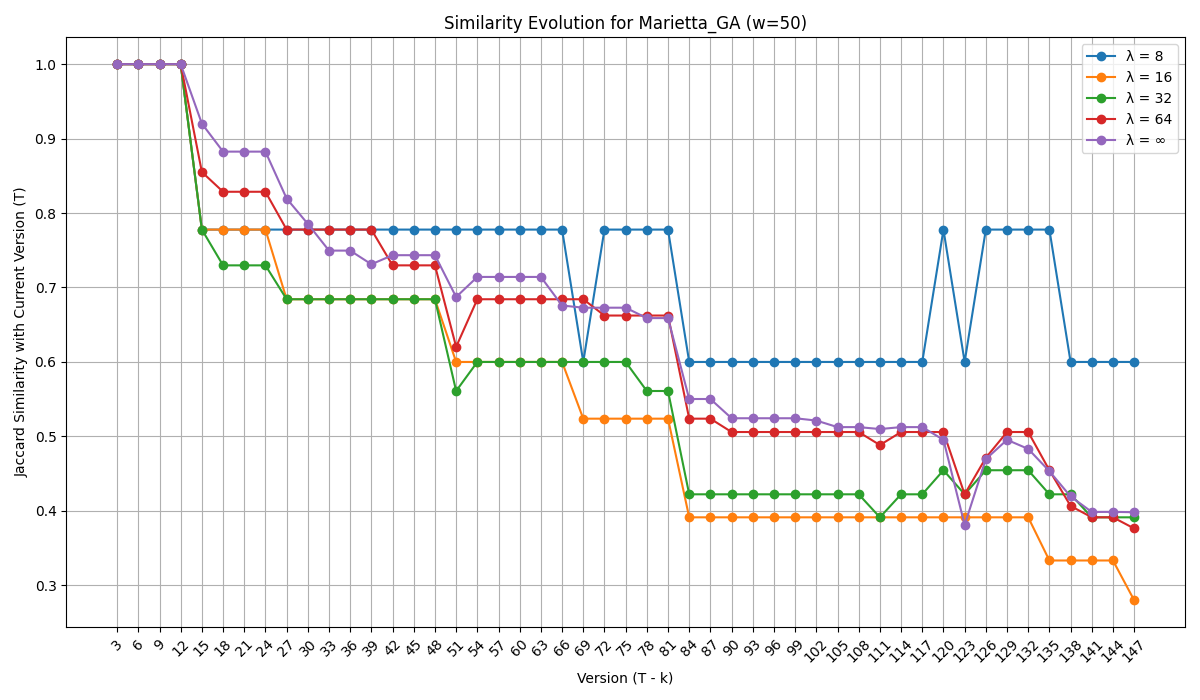 Similarity Evolution for Marietta_GA (w=50)
λ = 8
λ = 16
λ = 32
λ = 64
λ = ∞
Jaccard Similarity with Current Version (T)
1.0
0.9
0.8
0.7
0.6
0.5
0.4
0.3
3 6 9 12 15 18 21 24 27 30 33 36 39 42 45 48 51 54 57 60 63 66 69 72 75 78 81 84 87 90 93 96 99 102 105 108 111 114 117 120 123 126 129 132 135 138 141 144 147
Version (T - k)